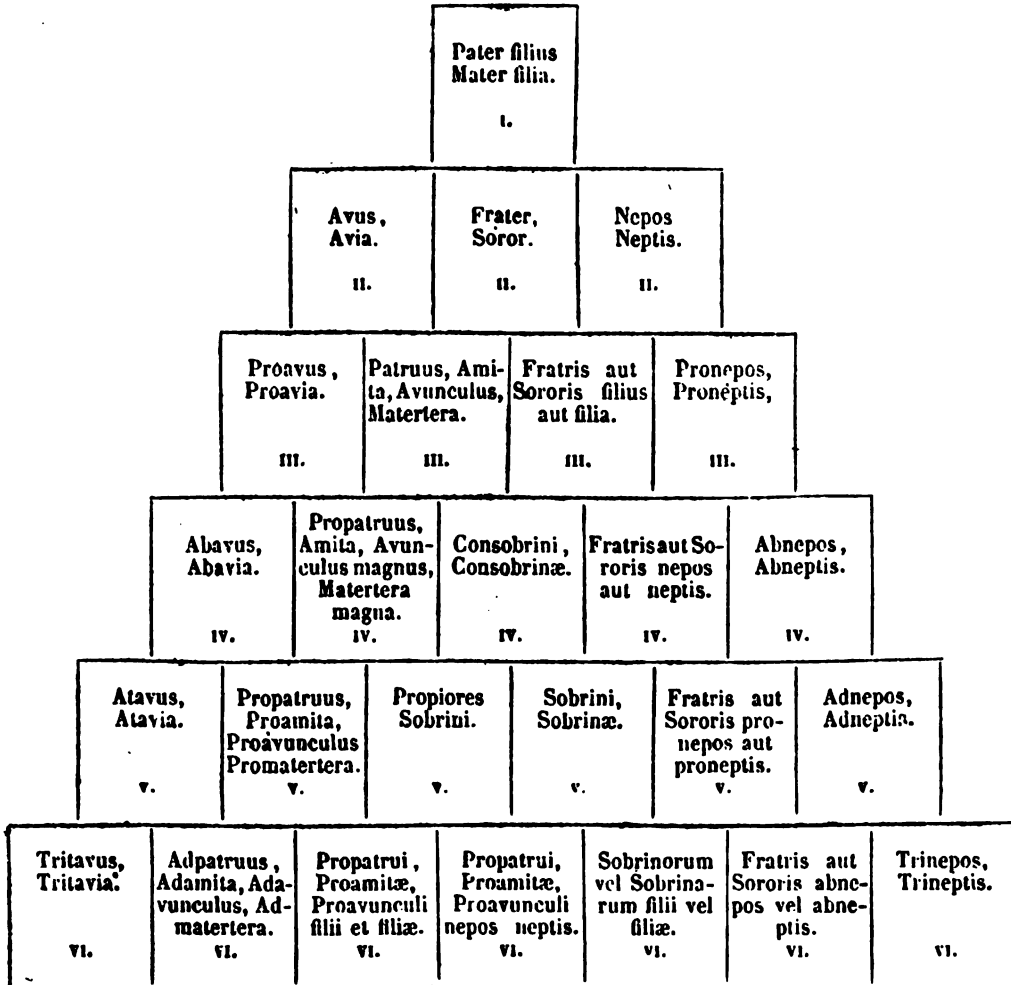 Pater filius
Mater filia.
I.
Avus,
Avia.
II.
Frater,
Soror.
II.
Nepos
Neptis.
II.
Proavus,
Proavia.
III.
Patruus, Ami-
ta, Avunculus,
Matertera.
III.
Fratris aut
Sororis filius
aut filia.
III.
Pronepos,
Proneptis,
III.
Abavus,
Abavia.
IV.
Propatruus,
Amita, Avun-
culus magnus,
Matertera
magna.
IV.
Consobrini,
Consobrinæ.
IV.
Fratris aut So-
roris nepos
aut neptis.
IV.
Abnepos,
Abneptis.
IV.
Atavus,
Atavia.
V.
Propatruus,
Proamita,
Proavunculus
Promatertera.
V.
Propiores
Sobrini.
V.
Sobrini,
Sobrinæ.
V.
Fratris aut
Sororis pro-
nepos aut
proneptis.
V.
Adnepos,
Adneptis.
V.
Tritavus,
Tritavia.
VI.
Adpatruus,
Adamita, Ada-
vunculus, Ad-
matertera.
VI.
Propatrui,
Proamitæ,
Proavunculi
filii et filiæ.
VI.
Propatrui,
Proamitæ,
Proavunculi
nepos neptis.
VI.
Sobrinorum
vel Sobrina-
rum filii vel
filiæ.
VI.
Fratris aut
Sororis abne-
pos vel abne-
ptis.
VI.
Trinepos,
Trineptis.
VI.